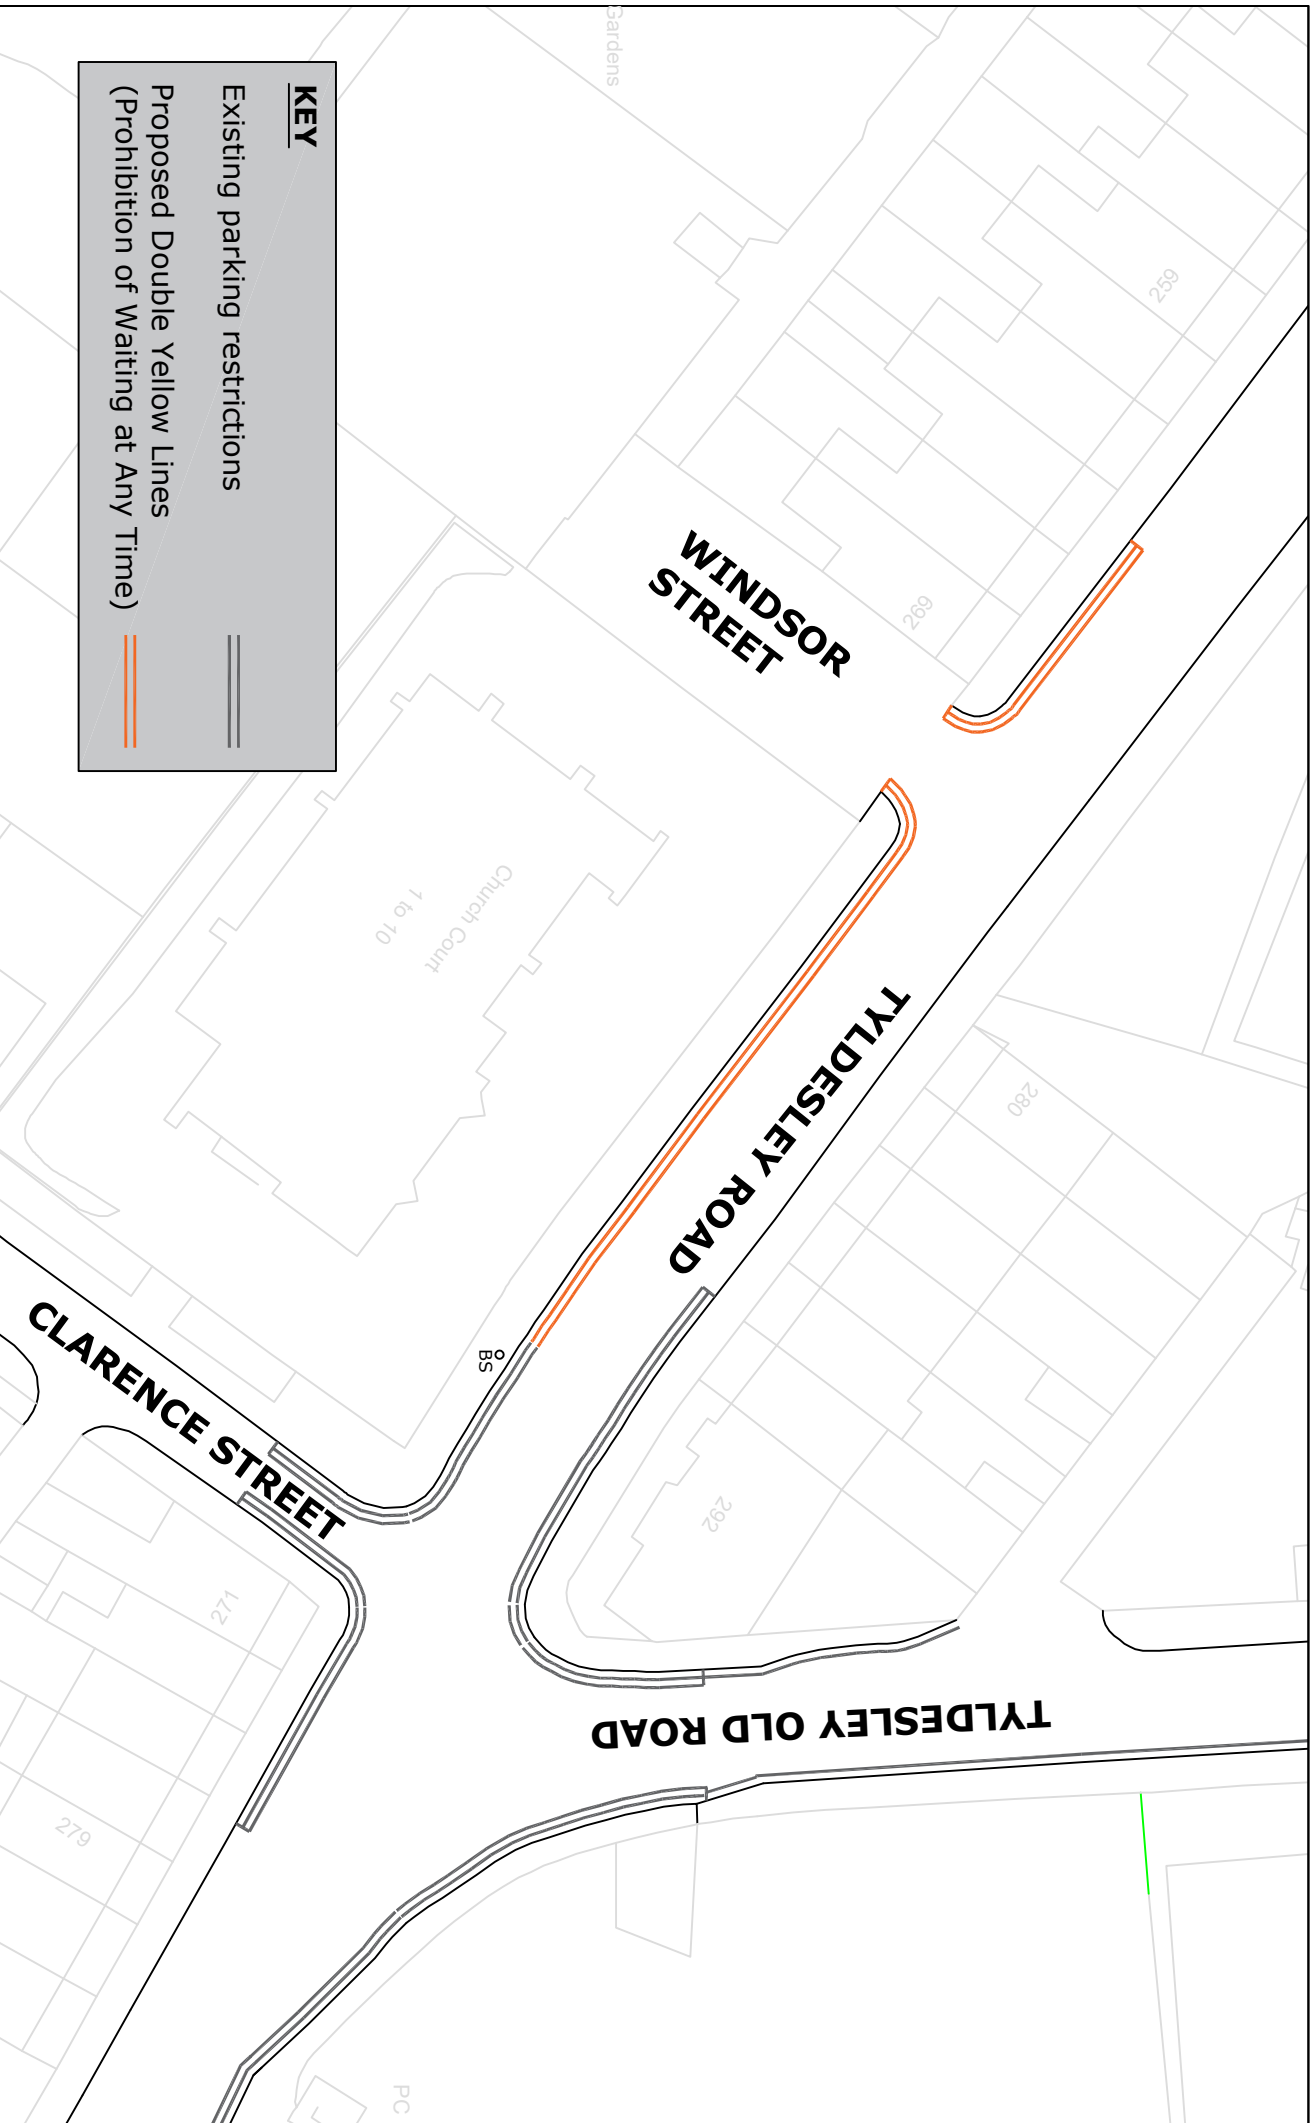 KEY
Existing parking restrictions
Proposed Double Yellow Lines
(Prohibition of Waiting at Any Time)
Gardens
259
269
WINDSOR
STREET
Church Court
1 to 10
TYLDESLEY ROAD
280
292
BS
CLARENCE STREET
271
279
TYLDESLEY OLD ROAD
PC